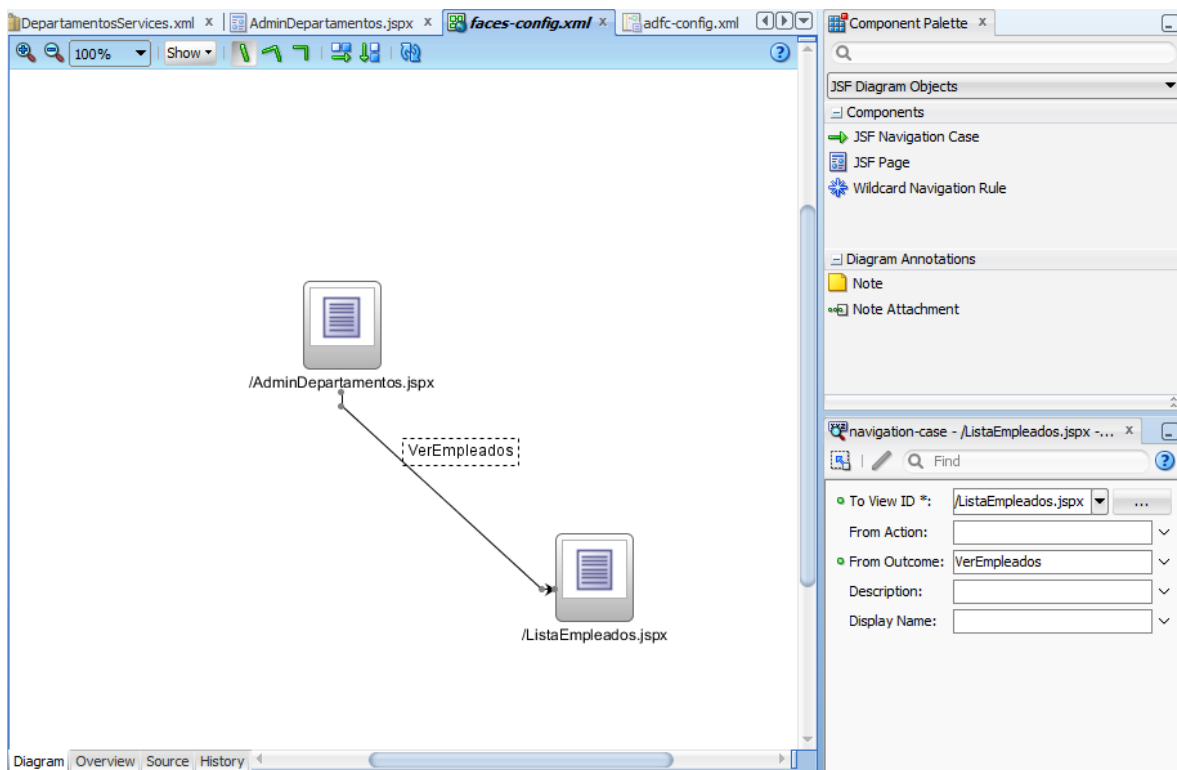 DepartamentosServices.xml x AdminDepartamentos.jspx x faces-config.xml x adfc-config.xml
100% Show
/AdminDepartamentos.jspx
VerEmpleados
/ListaEmpleados.jspx
Diagram Overview Source History
Component Palette x
JSF Diagram Objects
Components
JSF Navigation Case
JSF Page
Wildcard Navigation Rule
Diagram Annotations
Note
Note Attachment
navigation-case - /ListaEmpleados.jspx -... x
Find
To View ID *: /ListaEmpleados.jspx ...
From Action:
From Outcome: VerEmpleados
Description:
Display Name: